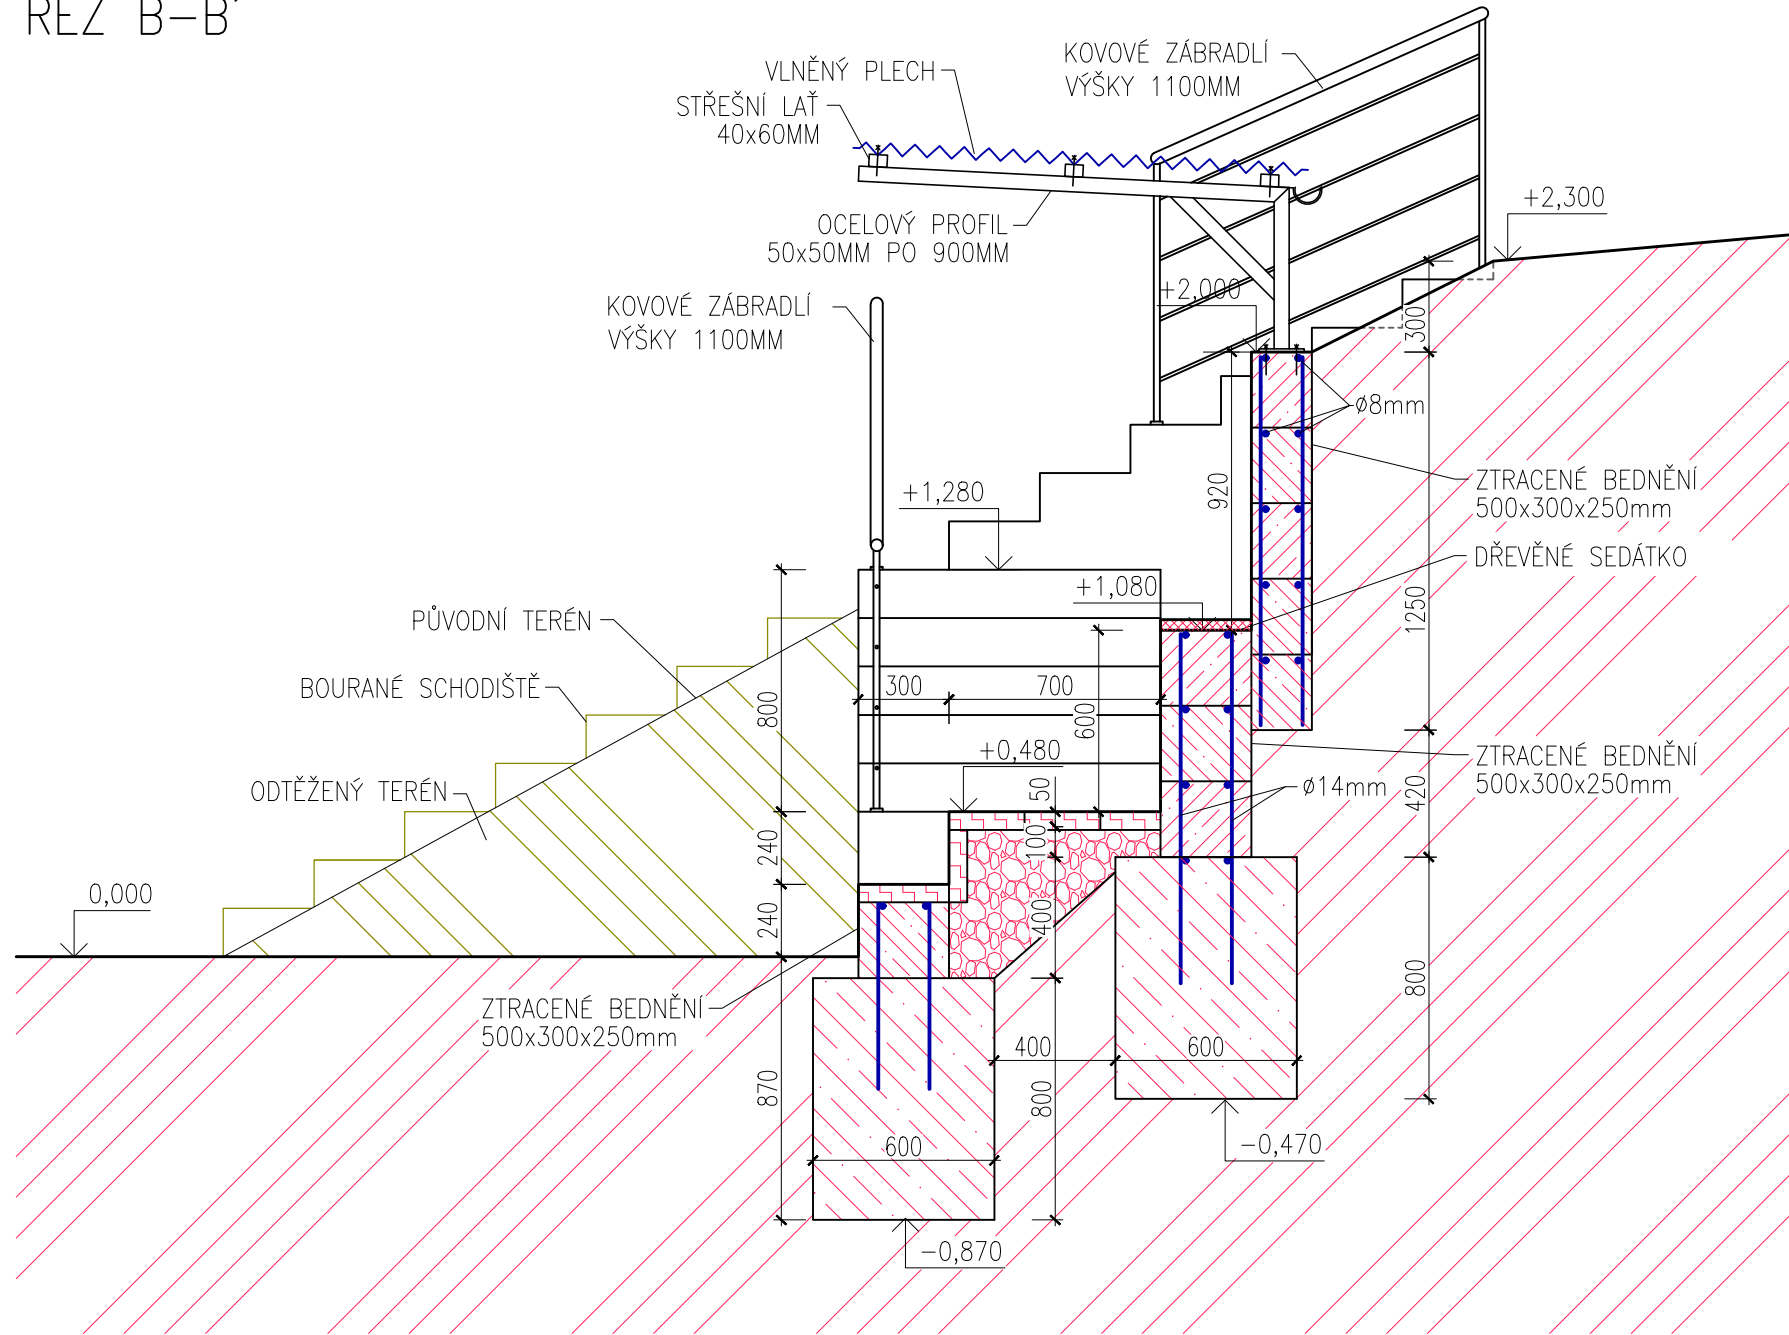 ŘEZ B-B'
KOVOVÉ ZÁBRADLÍ
VÝŠKY 1100MM
VLNĚNÝ PLECH
STŘEŠNÍ LAŤ
40x60MM
OCELOVÝ PROFIL
50x50MM PO 900MM
+2,300
+2,000
KOVOVÉ ZÁBRADLÍ
VÝŠKY 1100MM
300
ø8mm
ZTRACENÉ BEDNĚNÍ
500x300x250mm
920
+1,280
DŘEVĚNÉ SEDÁTKO
+1,080
1250
PŮVODNÍ TERÉN
BOURANÉ SCHODIŠTĚ
300
700
800
600
+0,480
ZTRACENÉ BEDNĚNÍ
500x300x250mm
ODTĚŽENÝ TERÉN
50
ø14mm
420
240
100
0,000
240
400
800
ZTRACENÉ BEDNĚNÍ
500x300x250mm
400
600
870
800
600
-0,470
-0,870